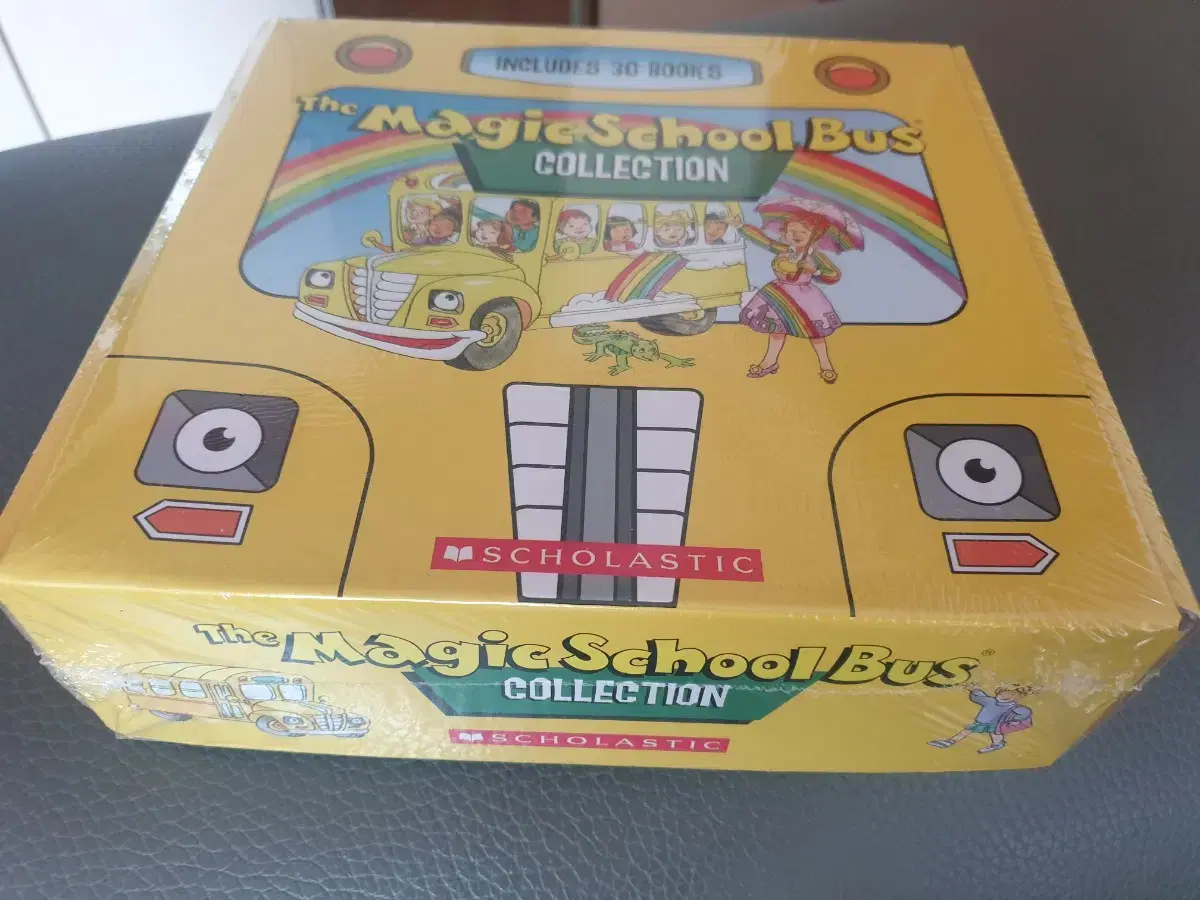 INCLUDES 30 BOOKS
The Magic School Bus®
COLLECTION
SCHOLASTIC
The Magic School Bus®
COLLECTION
SCHOLASTIC